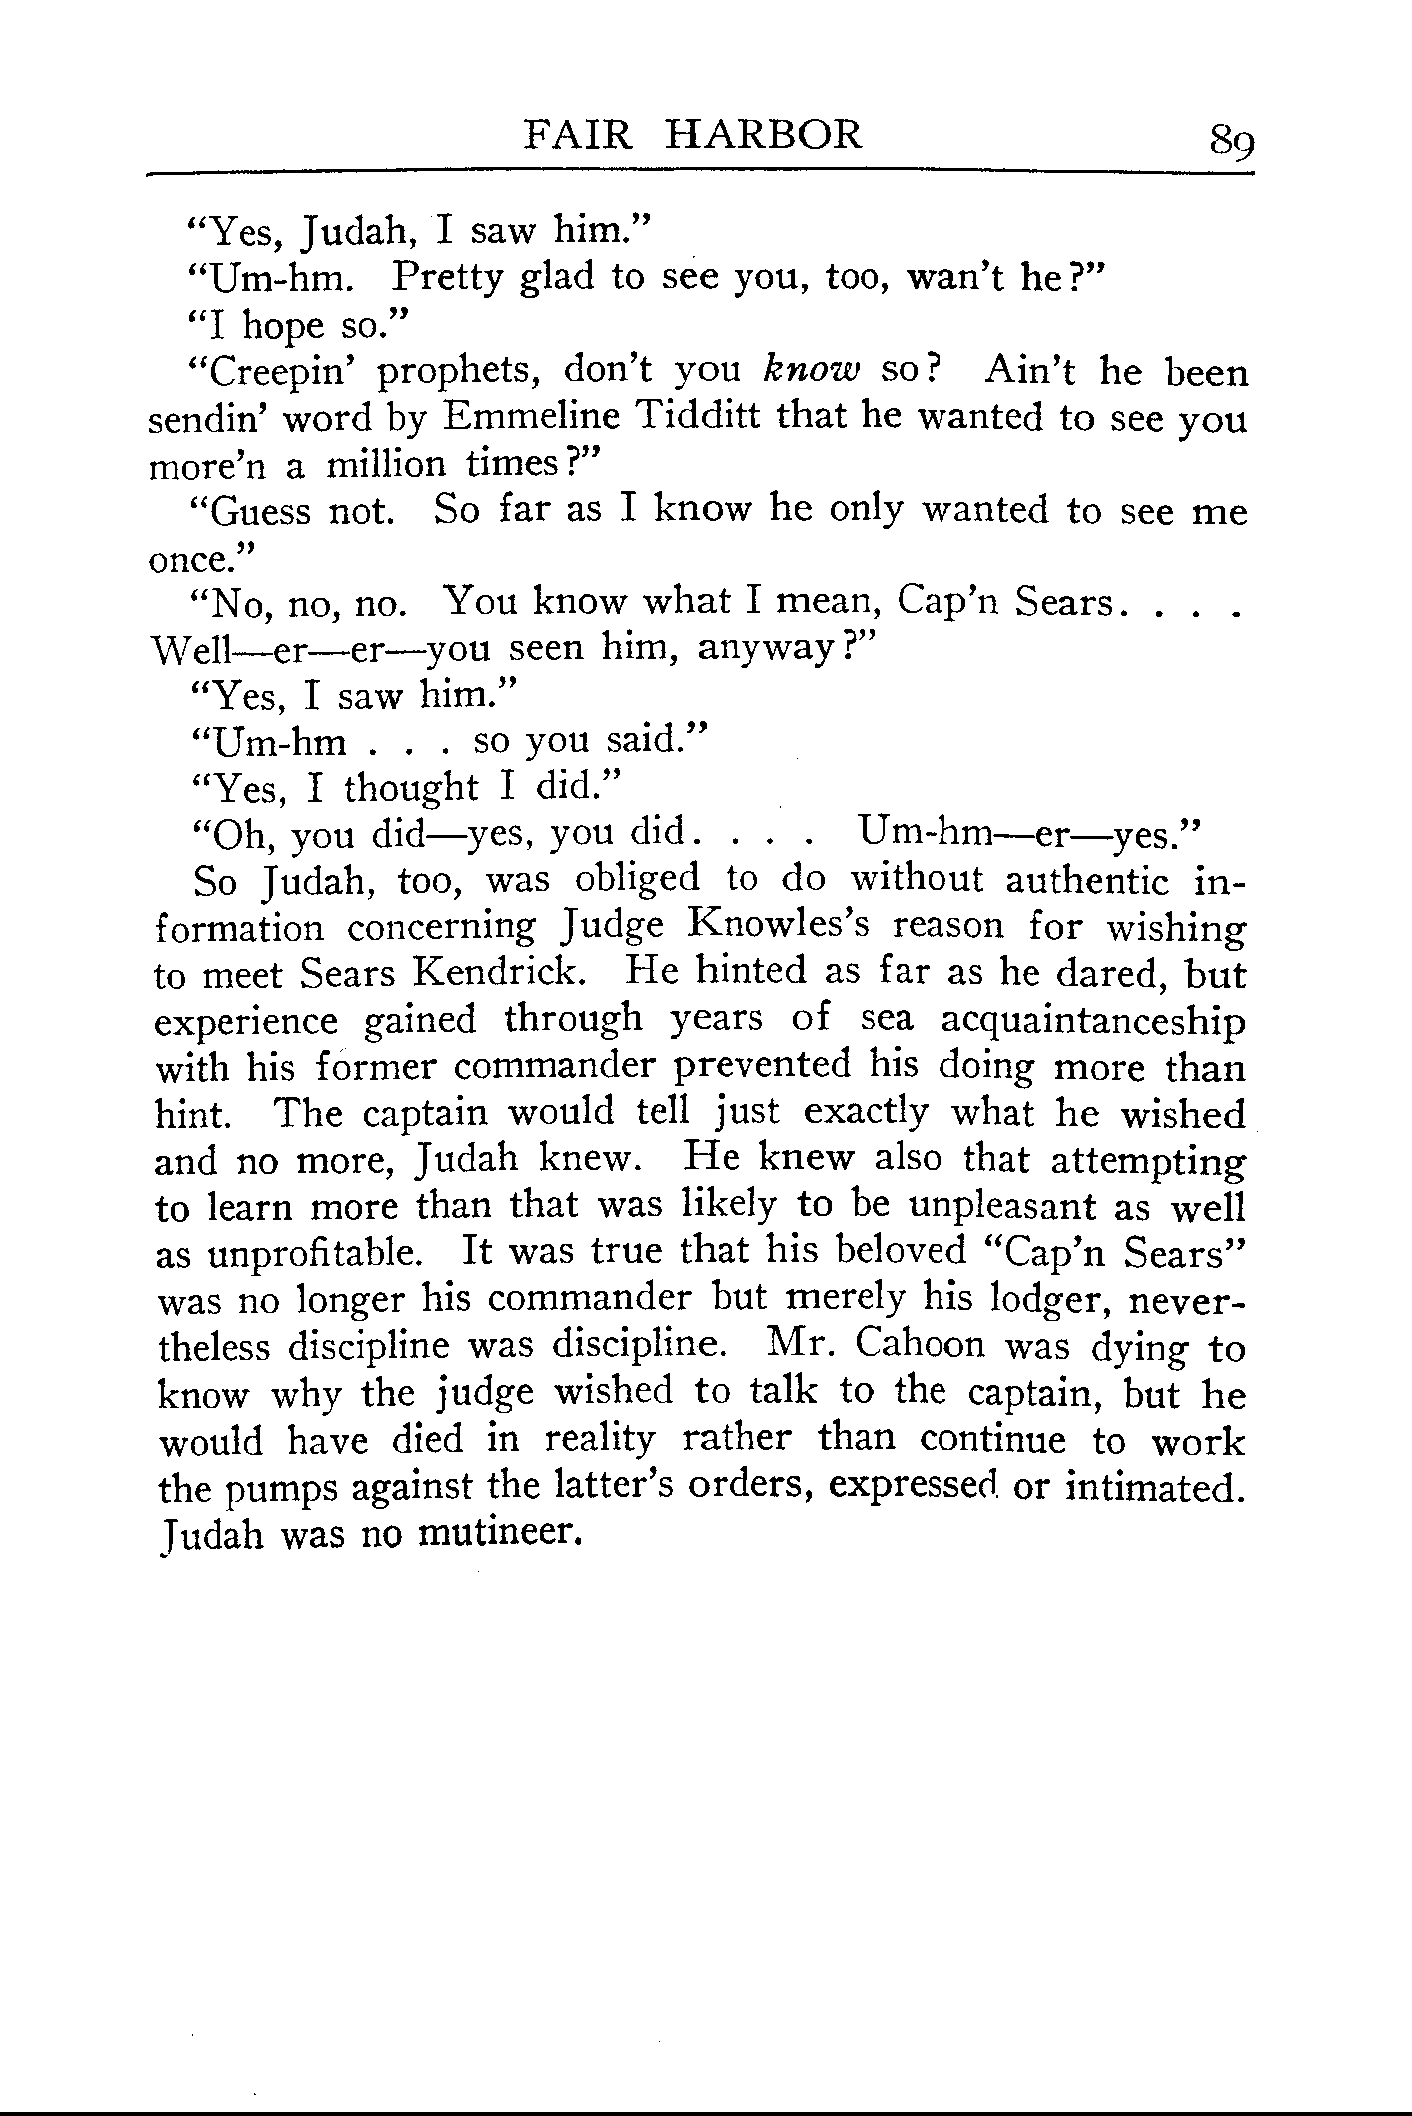 FAIR HARBOR 89
“Yes, Judah, I saw him.”
“Um-hm. Pretty glad to see you, too, wan’t he?”
“I hope so.”
“Creepin’ prophets, don’t you know so? Ain’t he been
sendin’ word by Emmeline Tidditt that he wanted to see you
more’n a million times?”
“Guess not. So far as I know he only wanted to see me
once.”
“No, no, no. You know what I mean, Cap’n Sears. . . .
Well—er—er—you seen him, anyway?”
“Yes, I saw him.”
“Um-hm . . . so you said.”
“Yes, I thought I did.”
“Oh, you did—yes, you did. . . . Um-hm—er—yes.”
So Judah, too, was obliged to do without authentic in-
formation concerning Judge Knowles’s reason for wishing
to meet Sears Kendrick. He hinted as far as he dared, but
experience gained through years of sea acquaintanceship
with his former commander prevented his doing more than
hint. The captain would tell just exactly what he wished
and no more, Judah knew. He knew also that attempting
to learn more than that was likely to be unpleasant as well
as unprofitable. It was true that his beloved “Cap’n Sears”
was no longer his commander but merely his lodger, never-
theless discipline was discipline. Mr. Cahoon was dying to
know why the judge wished to talk to the captain, but he
would have died in reality rather than continue to work
the pumps against the latter’s orders, expressed or intimated.
Judah was no mutineer.